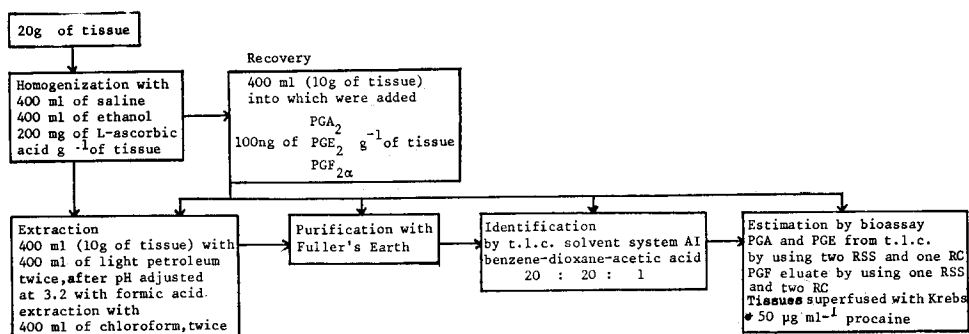 20g of tissue
Homogenization with
400 ml of saline
400 ml of ethanol
200 mg of L-ascorbic
acid g -1 of tissue
Recovery
400 ml (10g of tissue)
into which were added
PGA2
100ng of PGE2 g-1 of tissue
PGF2α
Extraction
400 ml (10g of tissue) with
400 ml of light petroleum
twice, after pH adjusted
at 3.2 with formic acid.
extraction with
400 ml of chloroform, twice
Purification with
Fuller's Earth
Identification
by t.l.c. solvent system AI
benzene-dioxane-acetic acid
20 : 20 : 1
Estimation by bioassay
PGA and PGE from t.l.c.
by using two RSS and one RC
PGF eluate by using one RSS
and two RC
Tissues superfused with Krebs
+ 50 µg ml-1 procaine